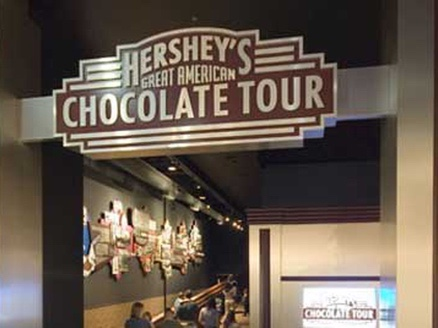 HERSHEY'S
GREAT AMERICAN
CHOCOLATE TOUR
CHOCOLATE TOUR